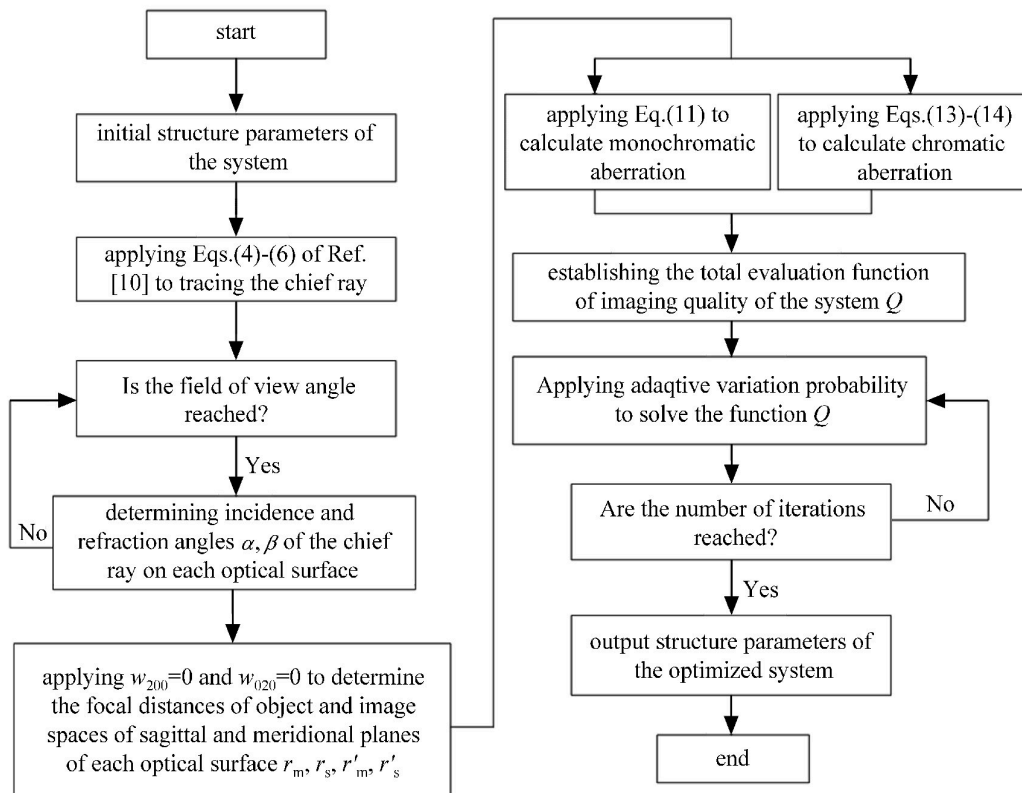 start
initial structure parameters of
the system
applying Eqs.(4)-(6) of Ref.
[10] to tracing the chief ray
Is the field of view angle
reached?
Yes
No
determining incidence and
refraction angles α, β of the chief
ray on each optical surface
applying w₂₀₀=0 and w₀₂₀=0 to determine
the focal distances of object and image
spaces of sagittal and meridional planes
of each optical surface rₘ, rₛ, r′ₘ, r′ₛ
applying Eq.(11) to
calculate monochromatic
aberration
applying Eqs.(13)-(14)
to calculate chromatic
aberration
establishing the total evaluation function
of imaging quality of the system Q
Applying adaqtive variation probability
to solve the function Q
Are the number of iterations
reached?
No
Yes
output structure parameters of
the optimized system
end